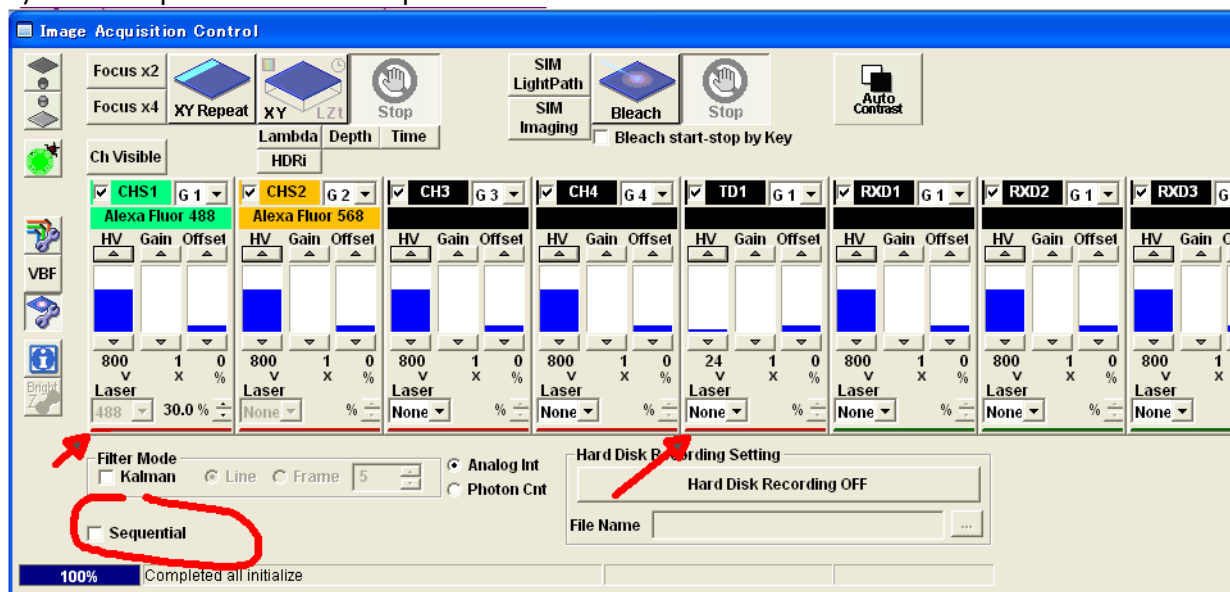 Image Acquisition Control
Focus x2
Focus x4
XY Repeat
XY
LZt
Stop
Lambda Depth Time
HDRi
SIM
LightPath
SIM
Imaging
Bleach
Stop
Bleach start-stop by Key
Auto
Contrast
Ch Visible
VBF
Bright
Z
CHS1 G 1 CHS2 G 2 CH3 G 3 CH4 G 4 TD1 G 1 RXD1 G 1 RXD2 G 1 RXD3 G
Alexa Fluor 488 Alexa Fluor 568
HV Gain Offset HV Gain Offset HV Gain Offset HV Gain Offset HV Gain Offset HV Gain Offset HV Gain Offset HV Gain O
800 1 0 800 1 0 800 1 0 800 1 0 24 1 0 800 1 0 800 1 0 800 1
V X % V X % V X % V X % V X % V X % V X % V X
Laser Laser Laser Laser Laser Laser Laser Laser
488 30.0 % None % None % None % None % None % None % None
Filter Mode
Kalman Line Frame 5
Analog Int
Photon Cnt
Sequential
Hard Disk Recording Setting
Hard Disk Recording OFF
File Name ...
100% Completed all initialize